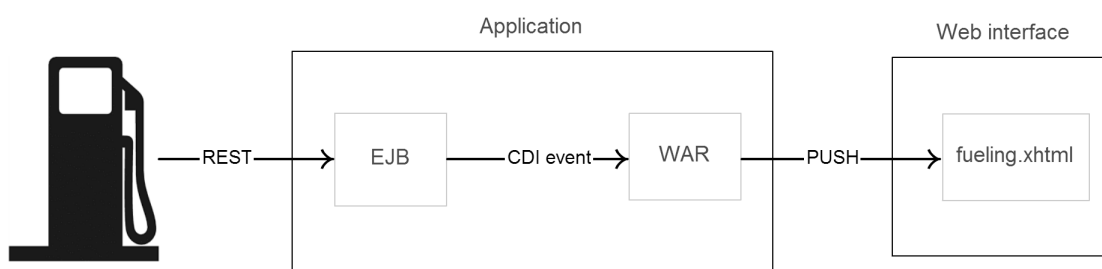 Application
Web interface
REST
EJB
CDI event
WAR
PUSH
fueling.xhtml